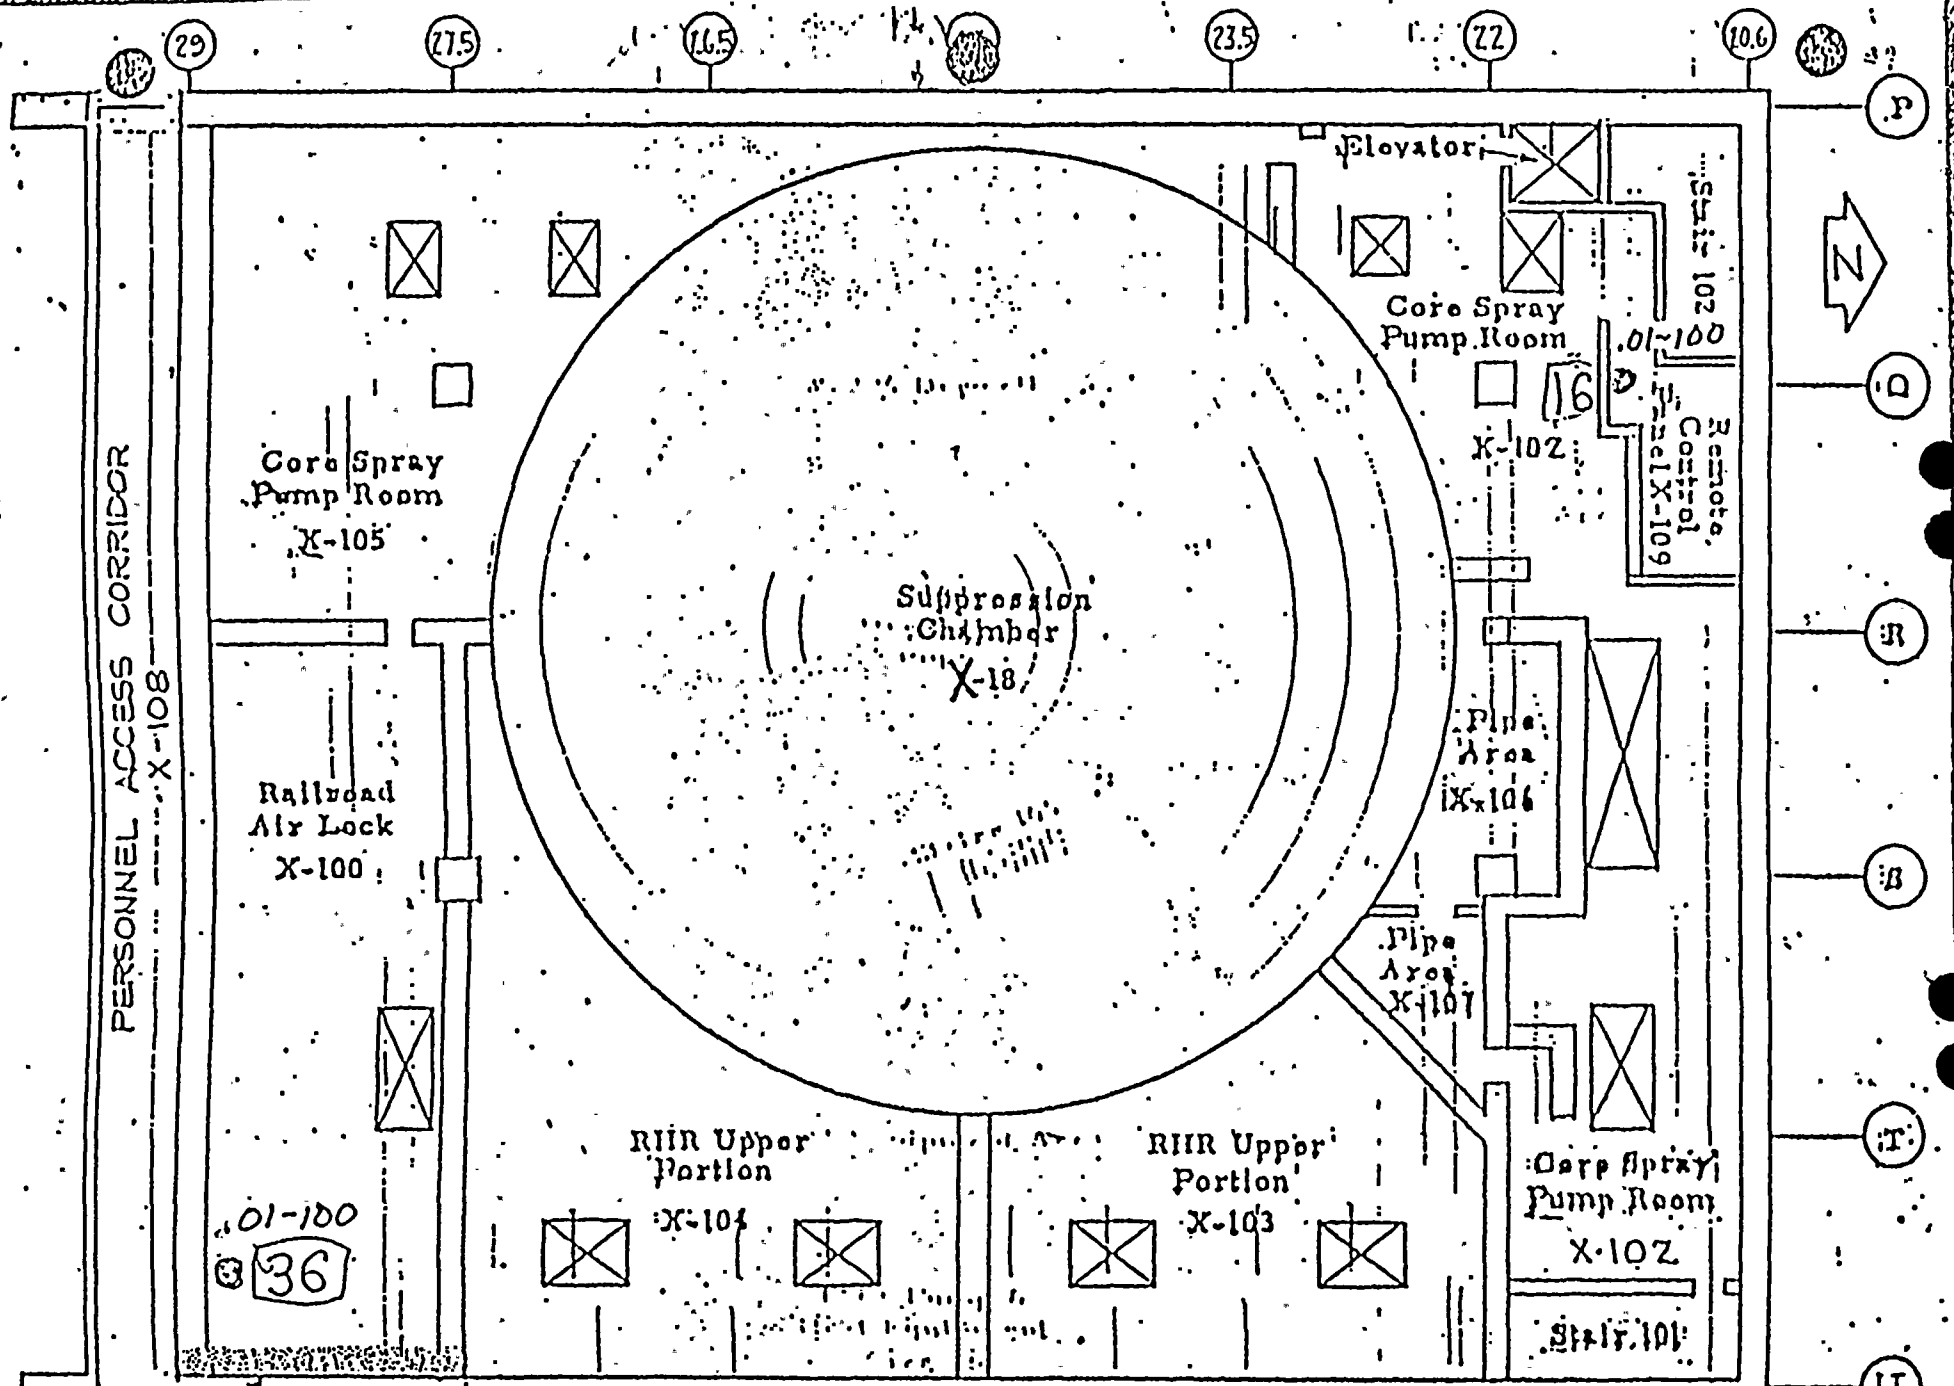 29
27.5
26.5
23.5
22
20.6
Elevator
Stair 102
N
Core Spray
Pump Room
01-100
16
X-102
D
Remote
Control
Panel X-109
Core Spray
Pump Room
X-105
PERSONNEL ACCESS CORRIDOR
X-108
Suppression
Chamber
X-18
R
Pipe
Area
X-106
Railroad
Air Lock
X-100
B
Pipe
Area
X-107
RHR Upper
Portion
X-104
RHR Upper
Portion
X-103
T
Core Spray
Pump Room
X-102
01-100
36
Stair 101